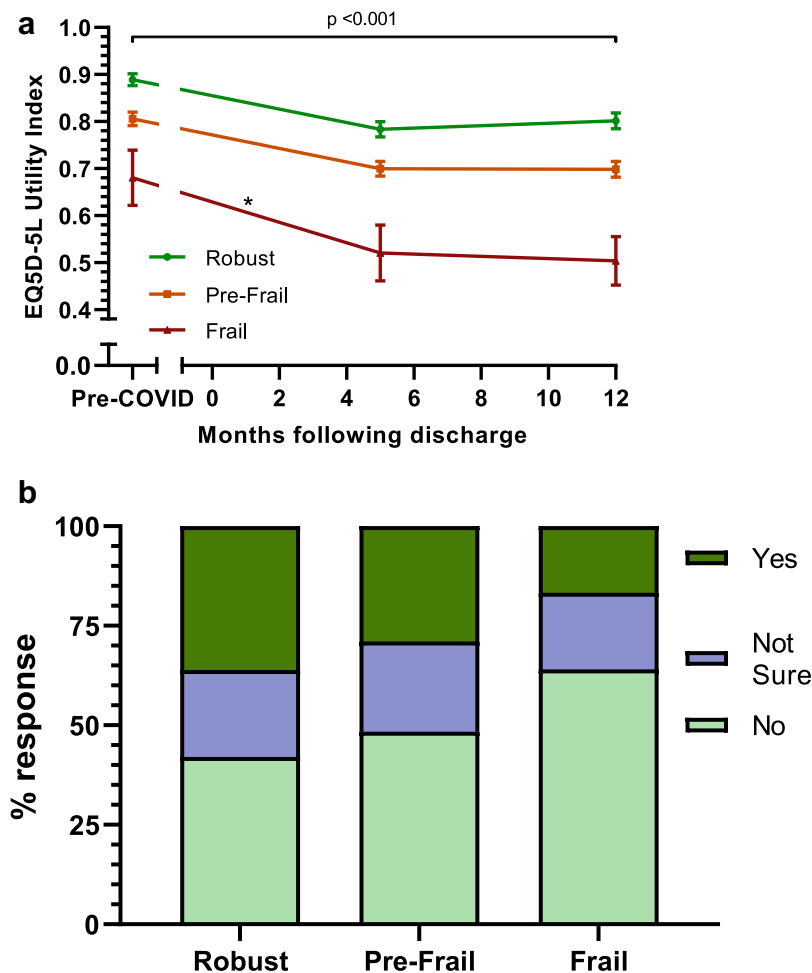 a
p <0.001
EQ5D-5L Utility Index
1.0
0.9
0.8
0.7
0.6
0.5
0.4
0.0
*
Robust
Pre-Frail
Frail
Pre-COVID 0 2 4 6 8 10 12
Months following discharge
b
% response
100
75
50
25
0
Yes
Not
Sure
No
Robust Pre-Frail Frail